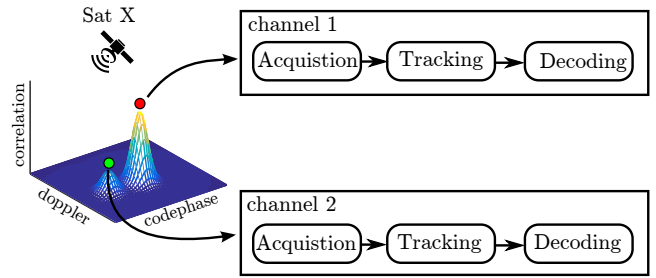 Sat X
channel 1
Acquistion
Tracking
Decoding
correlation
doppler
codephase
channel 2
Acquistion
Tracking
Decoding